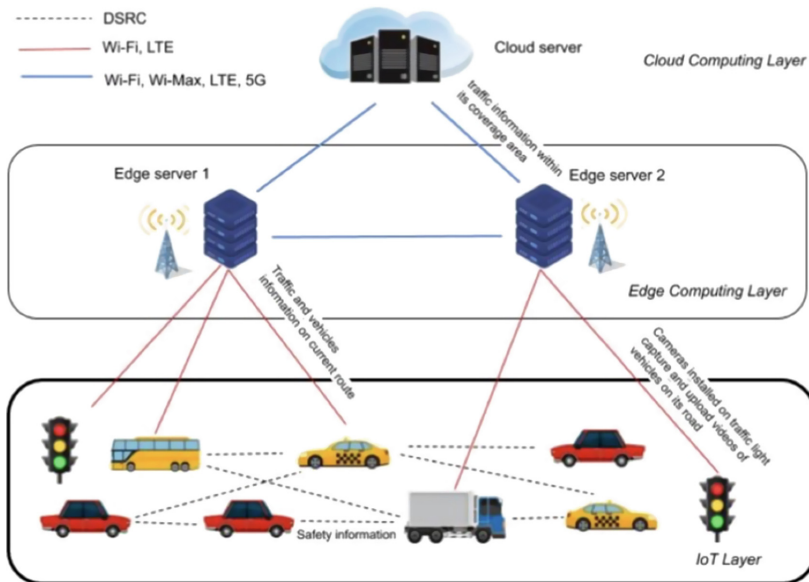 DSRC
Wi-Fi, LTE
Wi-Fi, Wi-Max, LTE, 5G
Cloud server
Cloud Computing Layer
traffic information within
its coverage area
Edge server 1
Edge server 2
Edge Computing Layer
Traffic and vehicles
information on current route
Cameras installed on traffic light
capture and upload videos of
vehicles on its road
Safety information
IoT Layer